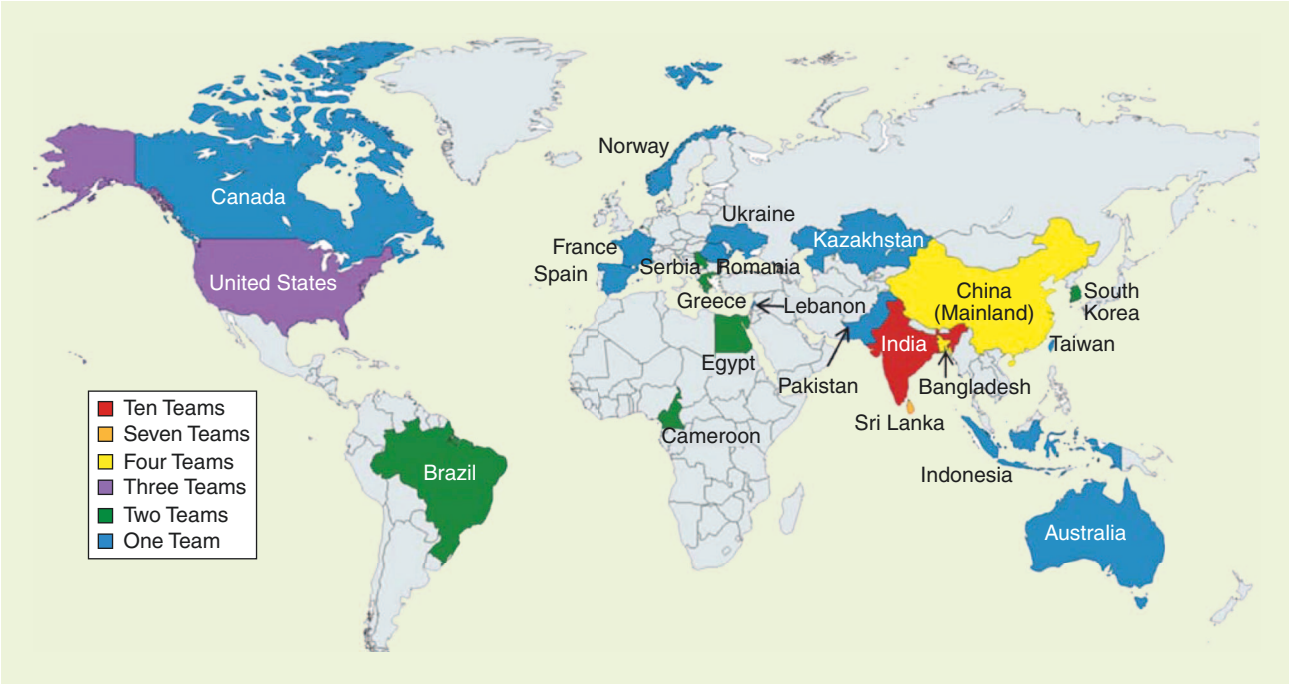 Norway
Canada
Ukraine
France
Kazakhstan
Spain
Serbia
Romania
United States
Greece
Lebanon
China
(Mainland)
South
Korea
India
Taiwan
Egypt
Pakistan
Bangladesh
Sri Lanka
Cameroon
Brazil
Indonesia
Australia
Ten Teams
Seven Teams
Four Teams
Three Teams
Two Teams
One Team